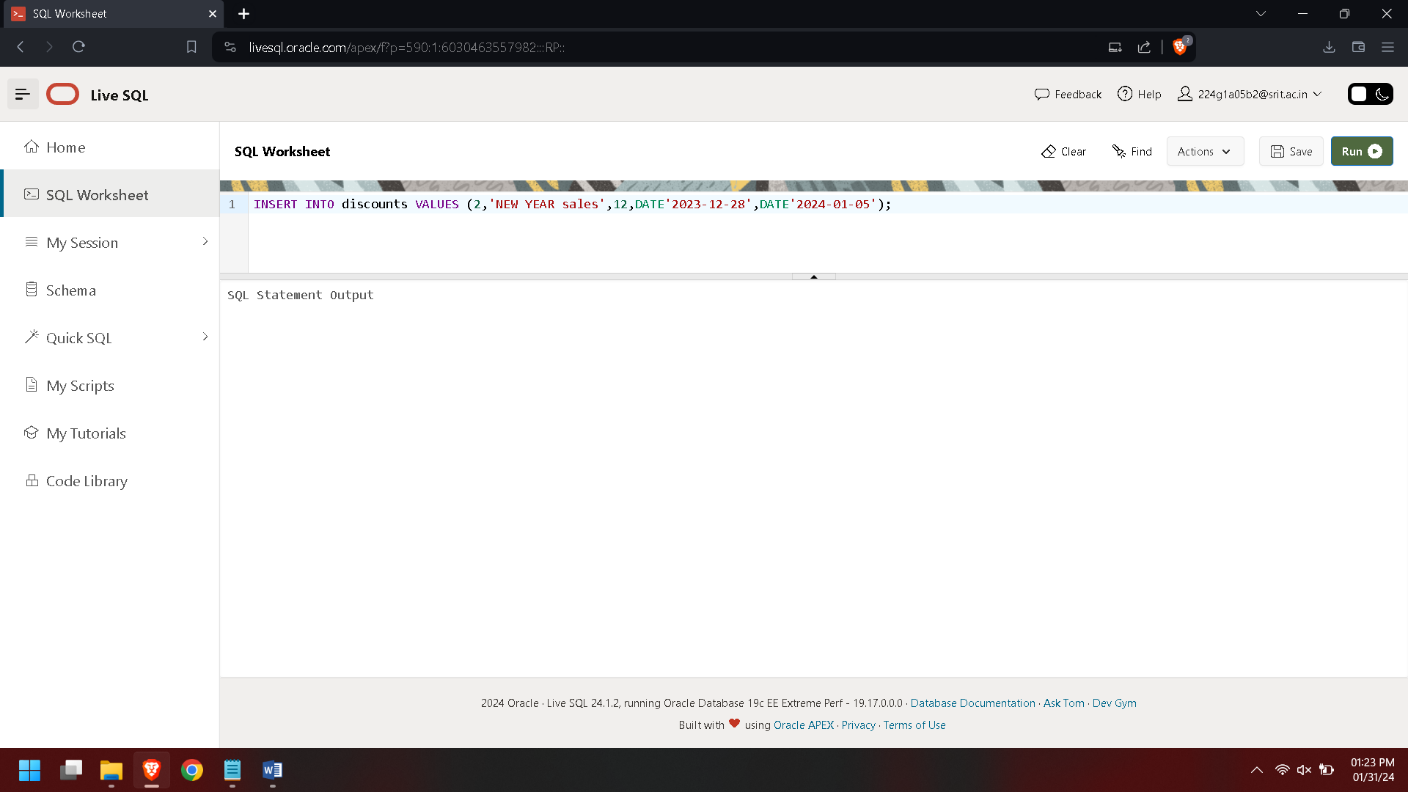 SQL Worksheet
livesql.oracle.com/apex/f?p=590:1:6030463557982:::RP::
2
Live SQL
Feedback
Help
224g1a05b2@srit.ac.in
Home
SQL Worksheet
My Session
Schema
Quick SQL
My Scripts
My Tutorials
Code Library
SQL Worksheet
Clear
Find
Actions
Save
Run
1 INSERT INTO discounts VALUES (2,'NEW YEAR sales',12,DATE'2023-12-28',DATE'2024-01-05');
SQL Statement Output
2024 Oracle · Live SQL 24.1.2, running Oracle Database 19c EE Extreme Perf - 19.17.0.0.0 · Database Documentation · Ask Tom · Dev Gym
Built with ❤ using Oracle APEX · Privacy · Terms of Use
01:23 PM
01/31/24